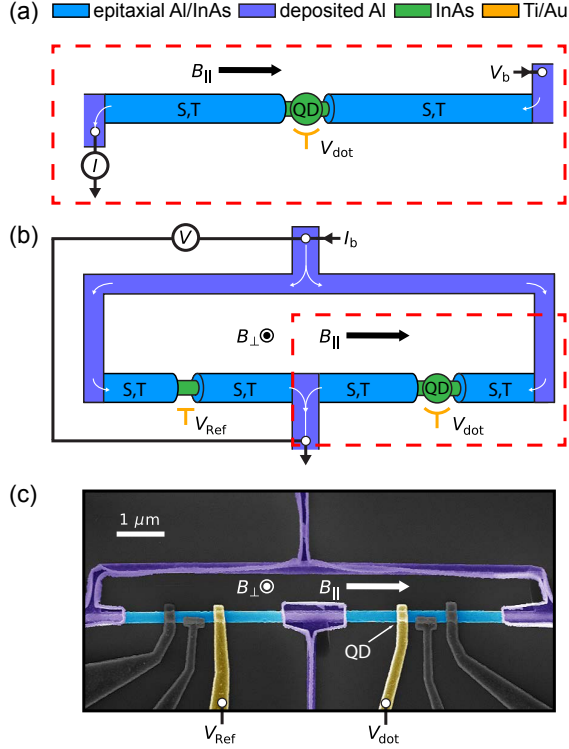 (a) epitaxial Al/InAs deposited Al InAs Ti/Au
B|| V_b
S,T QD S,T
V_dot
I
(b)
V I_b
B⊥ B||
S,T S,T S,T QD S,T
V_Ref V_dot
(c)
1 μm
B⊥ B||
QD
V_Ref V_dot